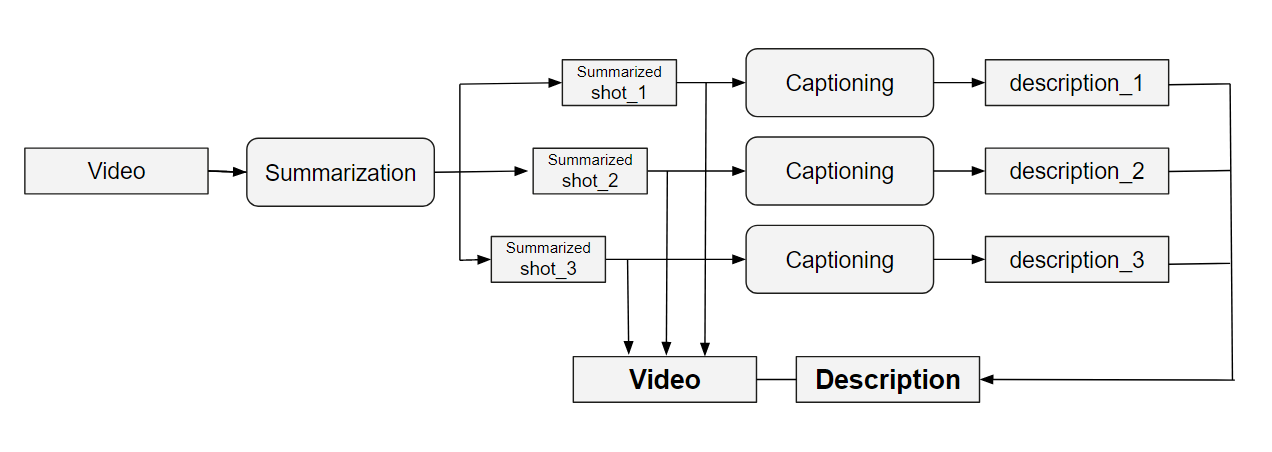 Summarized
shot_1
Captioning
description_1
Video
Summarization
Summarized
shot_2
Captioning
description_2
Summarized
shot_3
Captioning
description_3
Video
Description